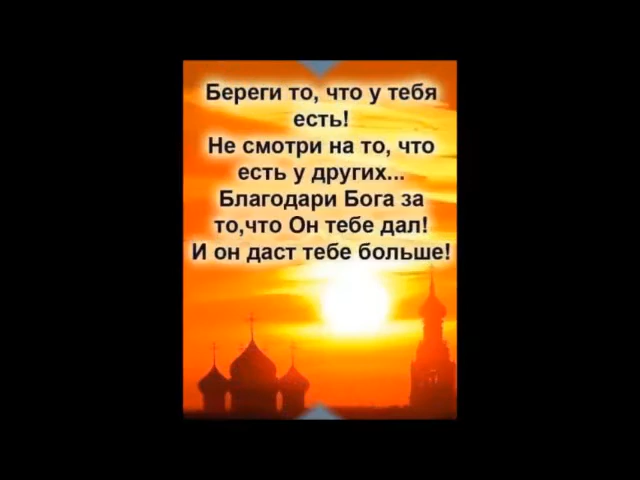 Береги то, что у тебя
есть!
Не смотри на то, что
есть у других...
Благодари Бога за
то,что Он тебе дал!
И он даст тебе больше!